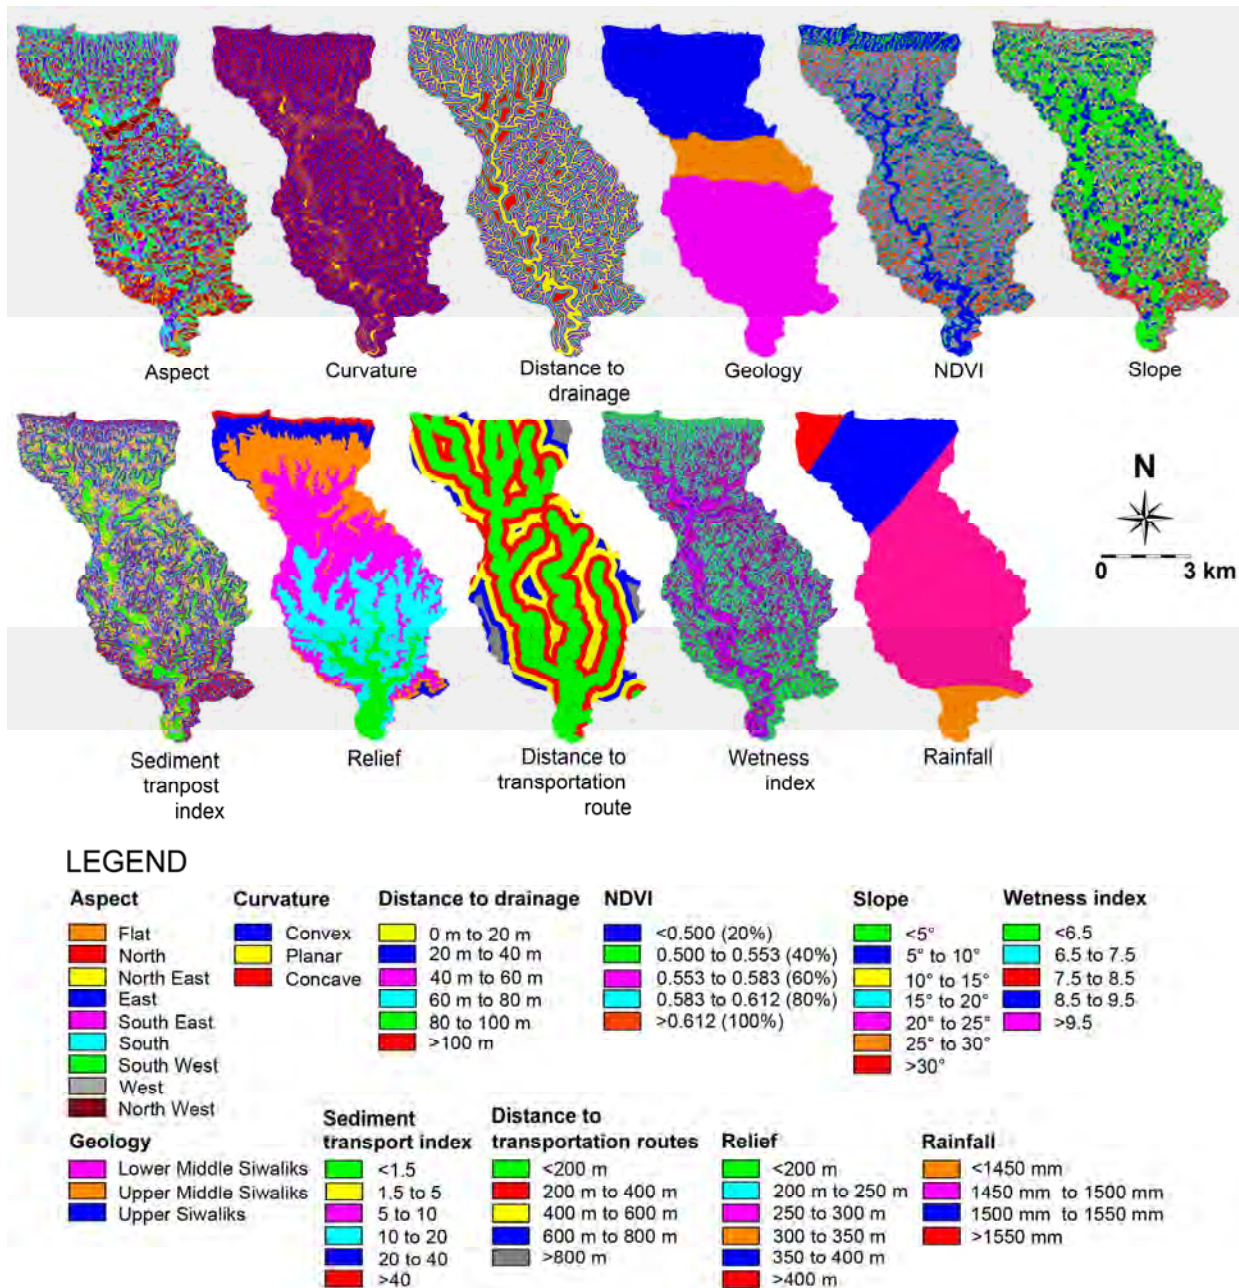 Aspect
Curvature
Distance to
drainage
Geology
NDVI
Slope
N
0 3 km
Sediment
tranpost
index
Relief
Distance to
transportation
route
Wetness
index
Rainfall
LEGEND
Aspect
Flat
North
North East
East
South East
South
South West
West
North West
Curvature
Convex
Planar
Concave
Distance to drainage
0 m to 20 m
20 m to 40 m
40 m to 60 m
60 m to 80 m
80 to 100 m
>100 m
NDVI
<0.500 (20%)
0.500 to 0.553 (40%)
0.553 to 0.583 (60%)
0.583 to 0.612 (80%)
>0.612 (100%)
Slope
<5°
5° to 10°
10° to 15°
15° to 20°
20° to 25°
25° to 30°
>30°
Wetness index
<6.5
6.5 to 7.5
7.5 to 8.5
8.5 to 9.5
>9.5
Geology
Lower Middle Siwaliks
Upper Middle Siwaliks
Upper Siwaliks
Sediment
transport index
<1.5
1.5 to 5
5 to 10
10 to 20
20 to 40
>40
Distance to
transportation routes
<200 m
200 m to 400 m
400 m to 600 m
600 m to 800 m
>800 m
Relief
<200 m
200 m to 250 m
250 to 300 m
300 to 350 m
350 to 400 m
>400 m
Rainfall
<1450 mm
1450 mm to 1500 mm
1500 mm to 1550 mm
>1550 mm